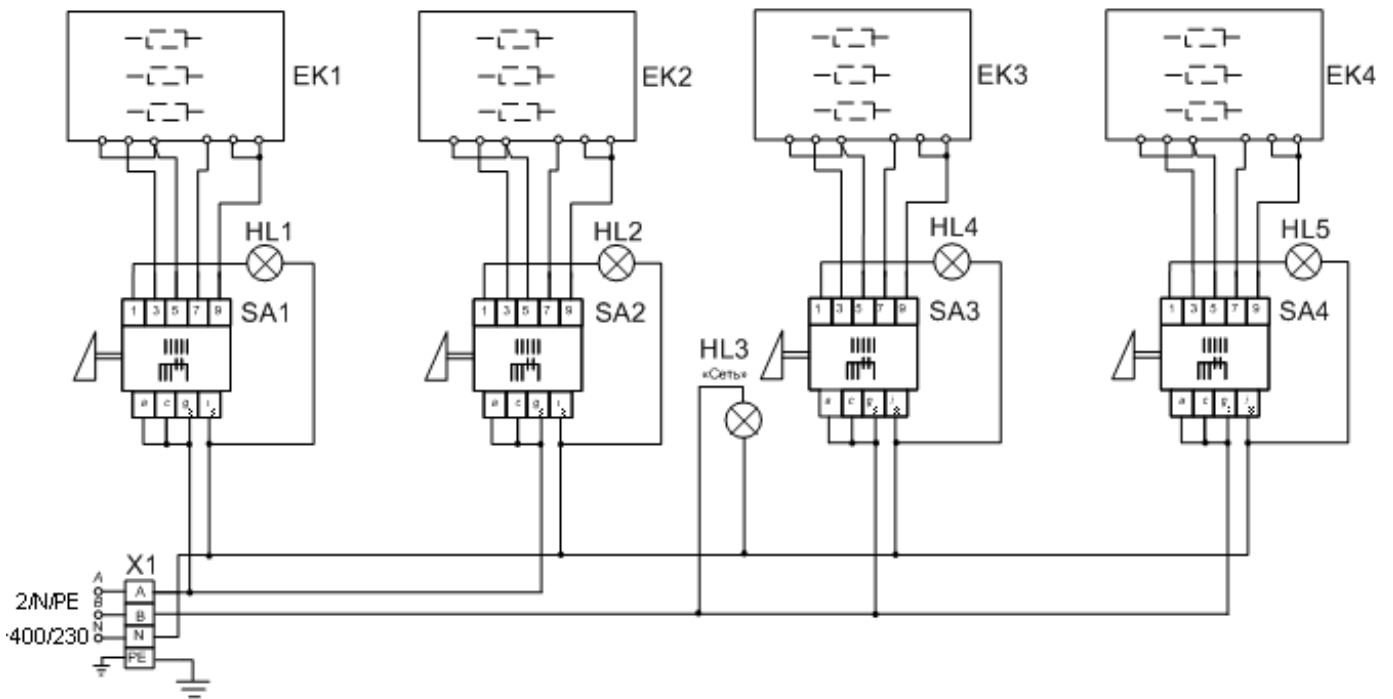 EK1
EK2
EK3
EK4
HL1
HL2
HL4
HL5
1 3 5 7 9
SA1
1 3 5 7 9
SA2
1 3 5 7 9
SA3
1 3 5 7 9
SA4
HL3
«Сеть»
a c g i
a c g i
a c g i
a c g i
X1
A
A
2/N/PE
B
B
400/230
N
N
PE